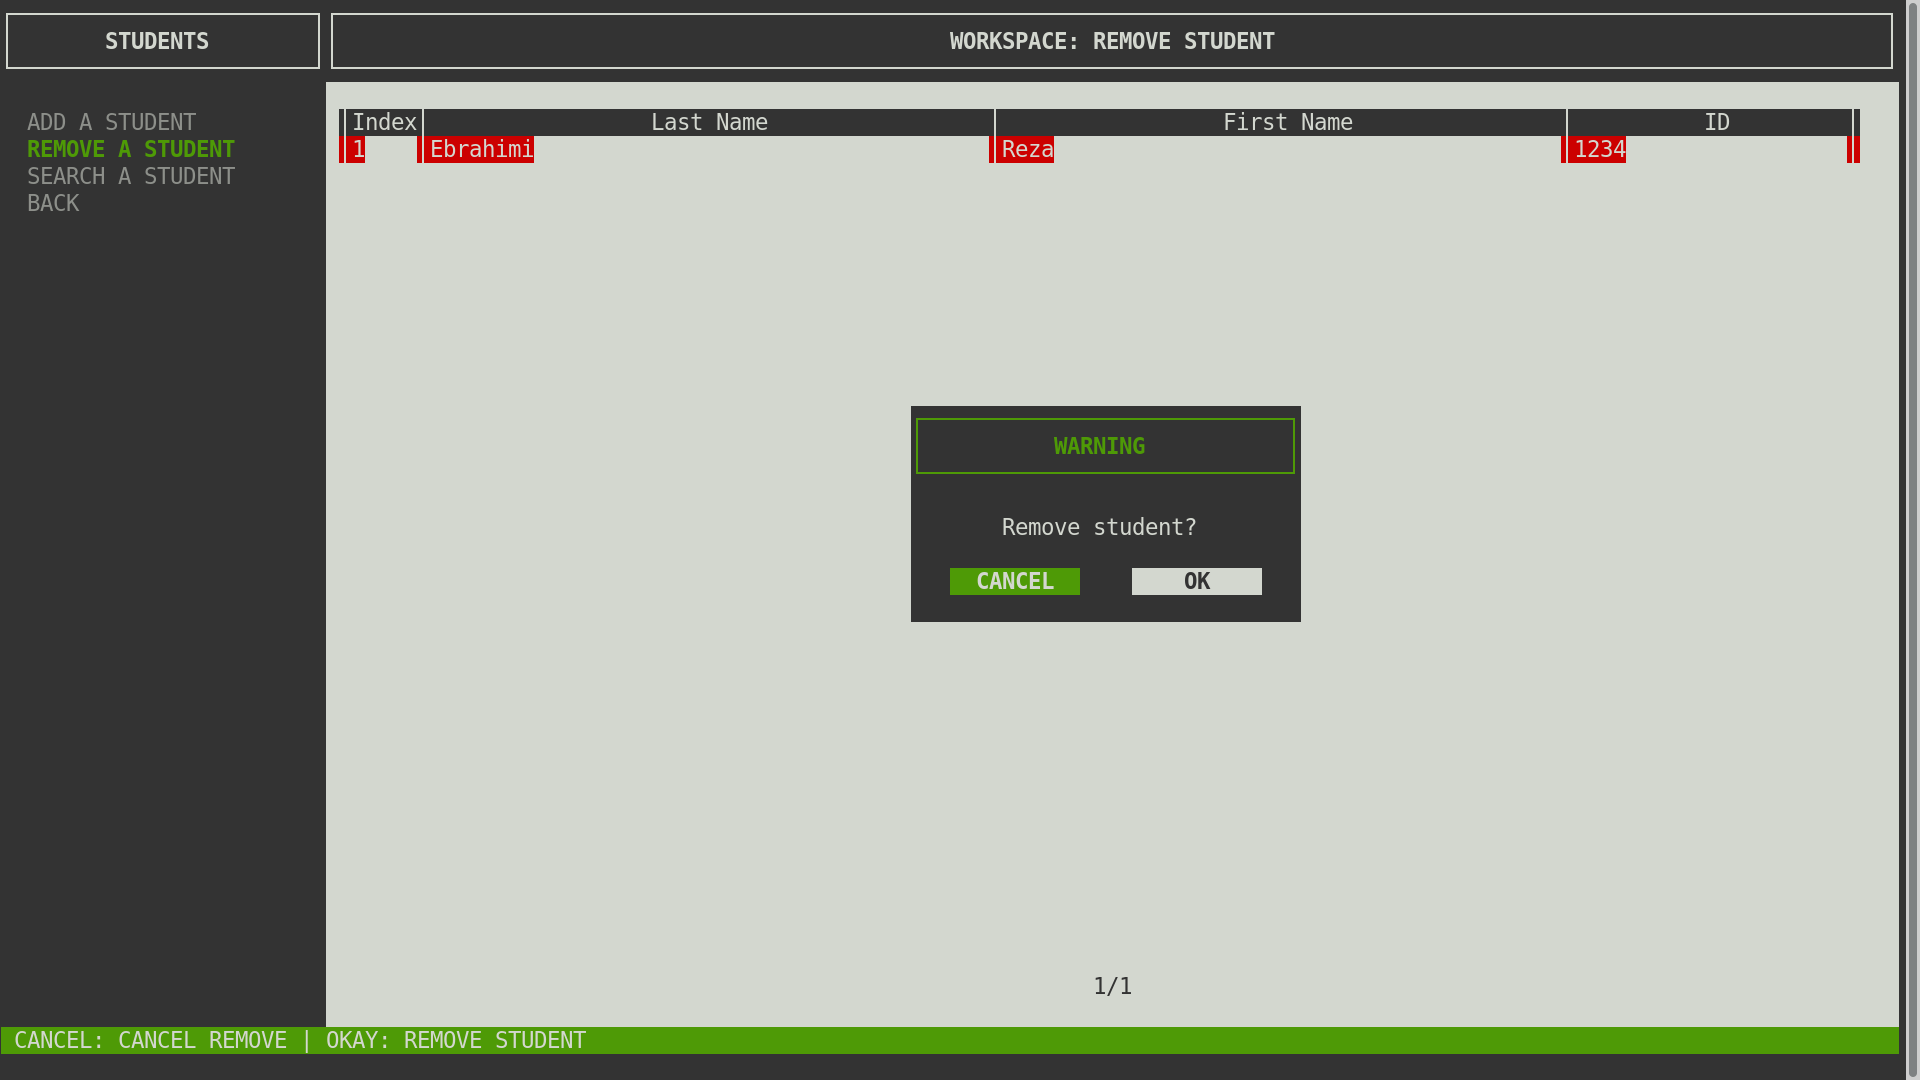 STUDENTS
WORKSPACE: REMOVE STUDENT
ADD A STUDENT
REMOVE A STUDENT
SEARCH A STUDENT
BACK
Index Last Name First Name ID
1 Ebrahimi Reza 1234
WARNING
Remove student?
CANCEL OK
1/1
CANCEL: CANCEL REMOVE | OKAY: REMOVE STUDENT